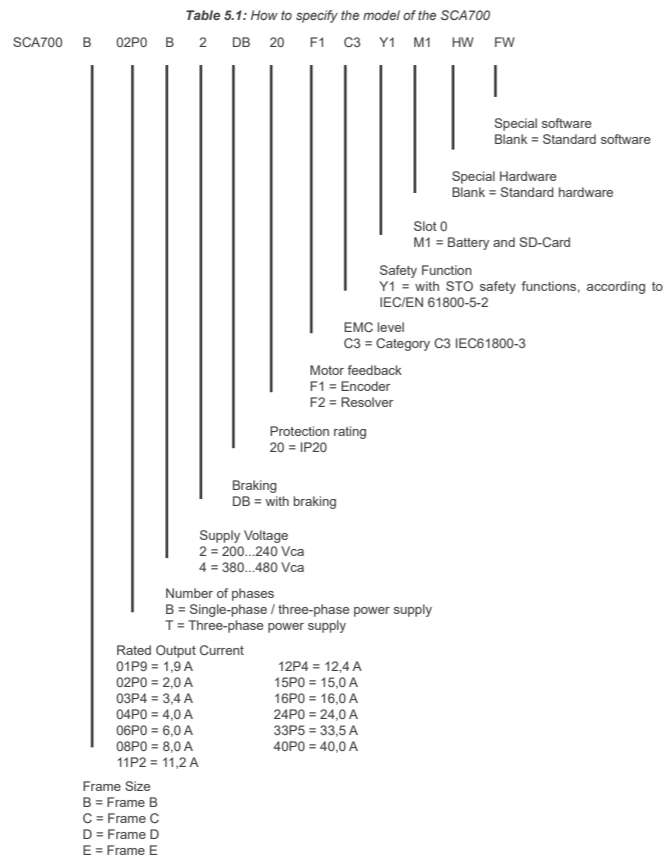 Table 5.1: How to specify the model of the SCA700
SCA700 B 02P0 B 2 DB 20 F1 C3 Y1 M1 HW FW
Special software
Blank = Standard software
Special Hardware
Blank = Standard hardware
Slot 0
M1 = Battery and SD-Card
Safety Function
Y1 = with STO safety functions, according to
IEC/EN 61800-5-2
EMC level
C3 = Category C3 IEC61800-3
Motor feedback
F1 = Encoder
F2 = Resolver
Protection rating
20 = IP20
Braking
DB = with braking
Supply Voltage
2 = 200...240 Vca
4 = 380...480 Vca
Number of phases
B = Single-phase / three-phase power supply
T = Three-phase power supply
Rated Output Current
01P9 = 1,9 A 12P4 = 12,4 A
02P0 = 2,0 A 15P0 = 15,0 A
03P4 = 3,4 A 16P0 = 16,0 A
04P0 = 4,0 A 24P0 = 24,0 A
06P0 = 6,0 A 33P5 = 33,5 A
08P0 = 8,0 A 40P0 = 40,0 A
11P2 = 11,2 A
Frame Size
B = Frame B
C = Frame C
D = Frame D
E = Frame E